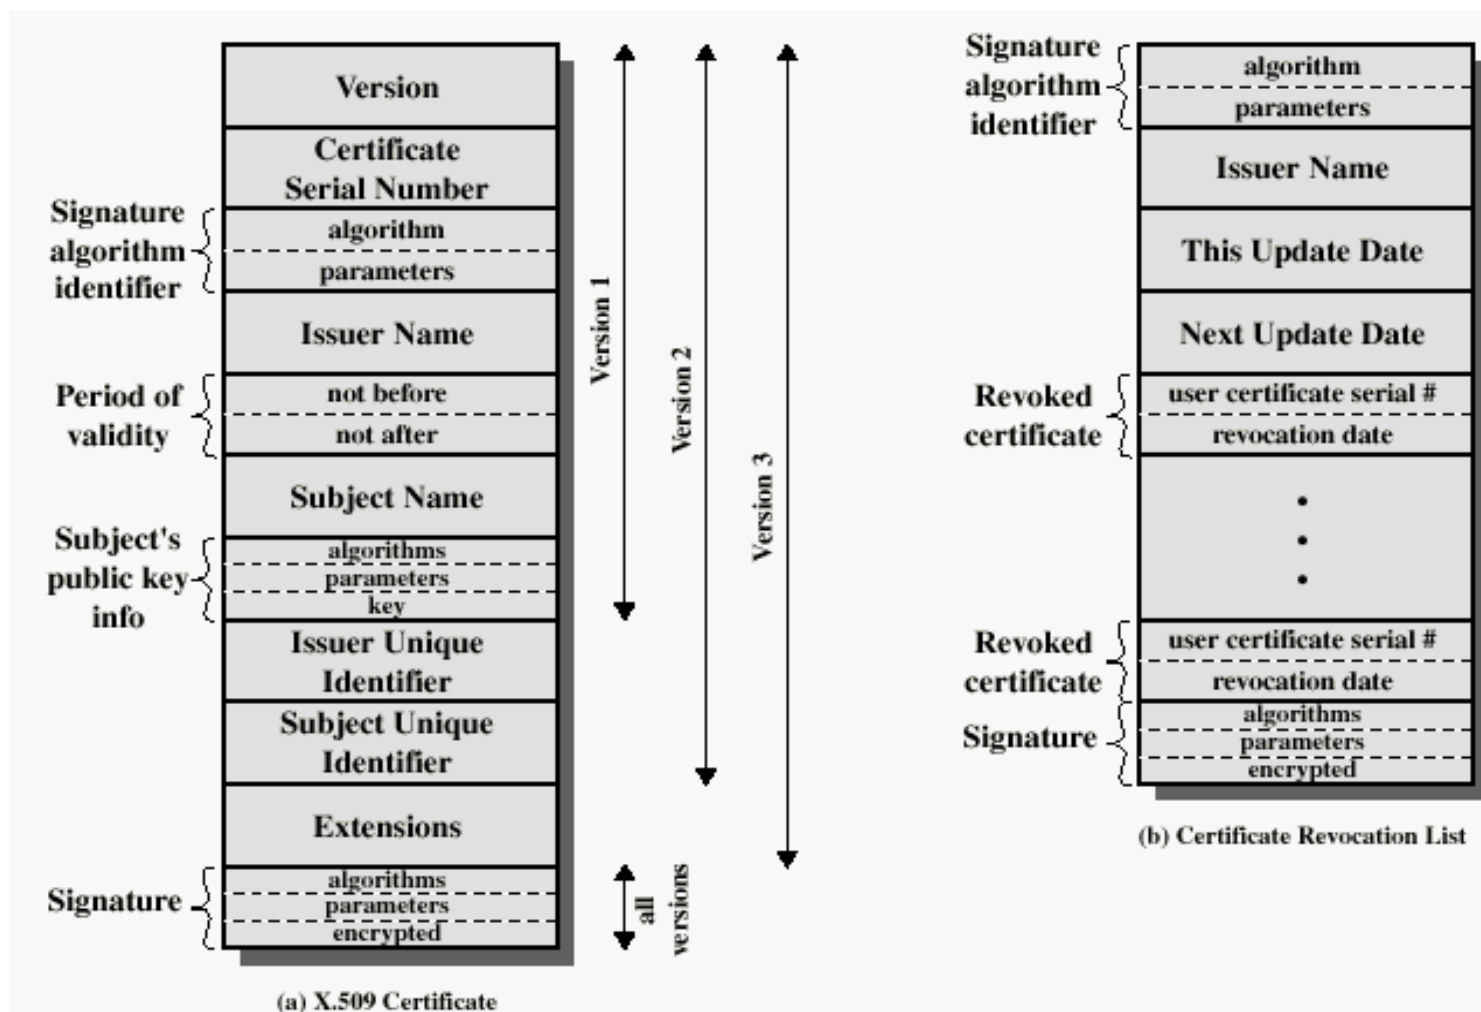 Version
Certificate
Serial Number
Signature
algorithm
identifier
algorithm
parameters
Issuer Name
Period of
validity
not before
not after
Subject Name
Subject's
public key
info
algorithms
parameters
key
Issuer Unique
Identifier
Subject Unique
Identifier
Extensions
Signature
algorithms
parameters
encrypted
Version 1
Version 2
Version 3
all
versions
(a) X.509 Certificate
Signature
algorithm
identifier
algorithm
parameters
Issuer Name
This Update Date
Next Update Date
Revoked
certificate
user certificate serial #
revocation date
Revoked
certificate
user certificate serial #
revocation date
Signature
algorithms
parameters
encrypted
(b) Certificate Revocation List